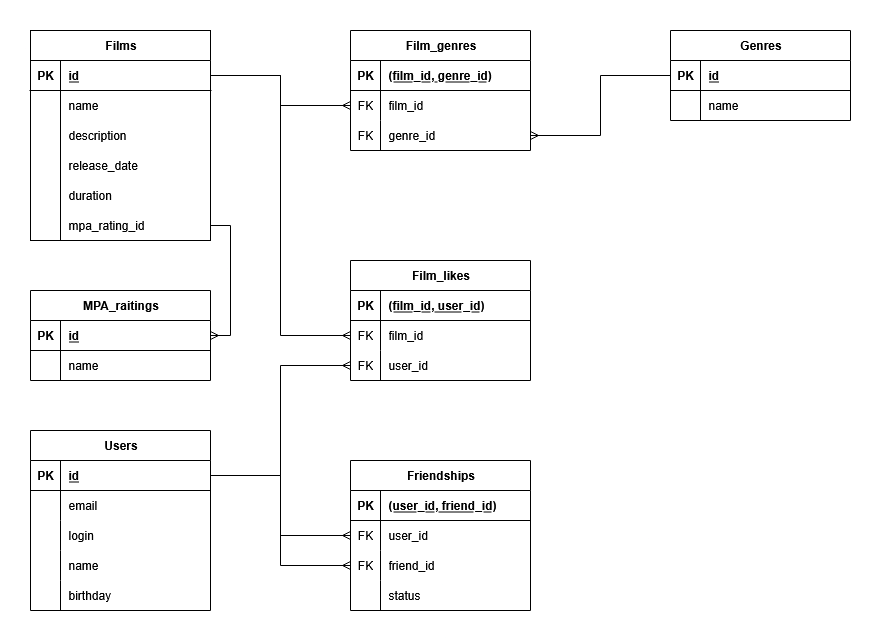 Films
PK id
name
description
release_date
duration
mpa_rating_id
MPA_raitings
PK id
name
Users
PK id
email
login
name
birthday
Film_genres
PK (film_id, genre_id)
FK film_id
FK genre_id
Film_likes
PK (film_id, user_id)
FK film_id
FK user_id
Friendships
PK (user_id, friend_id)
FK user_id
FK friend_id
status
Genres
PK id
name